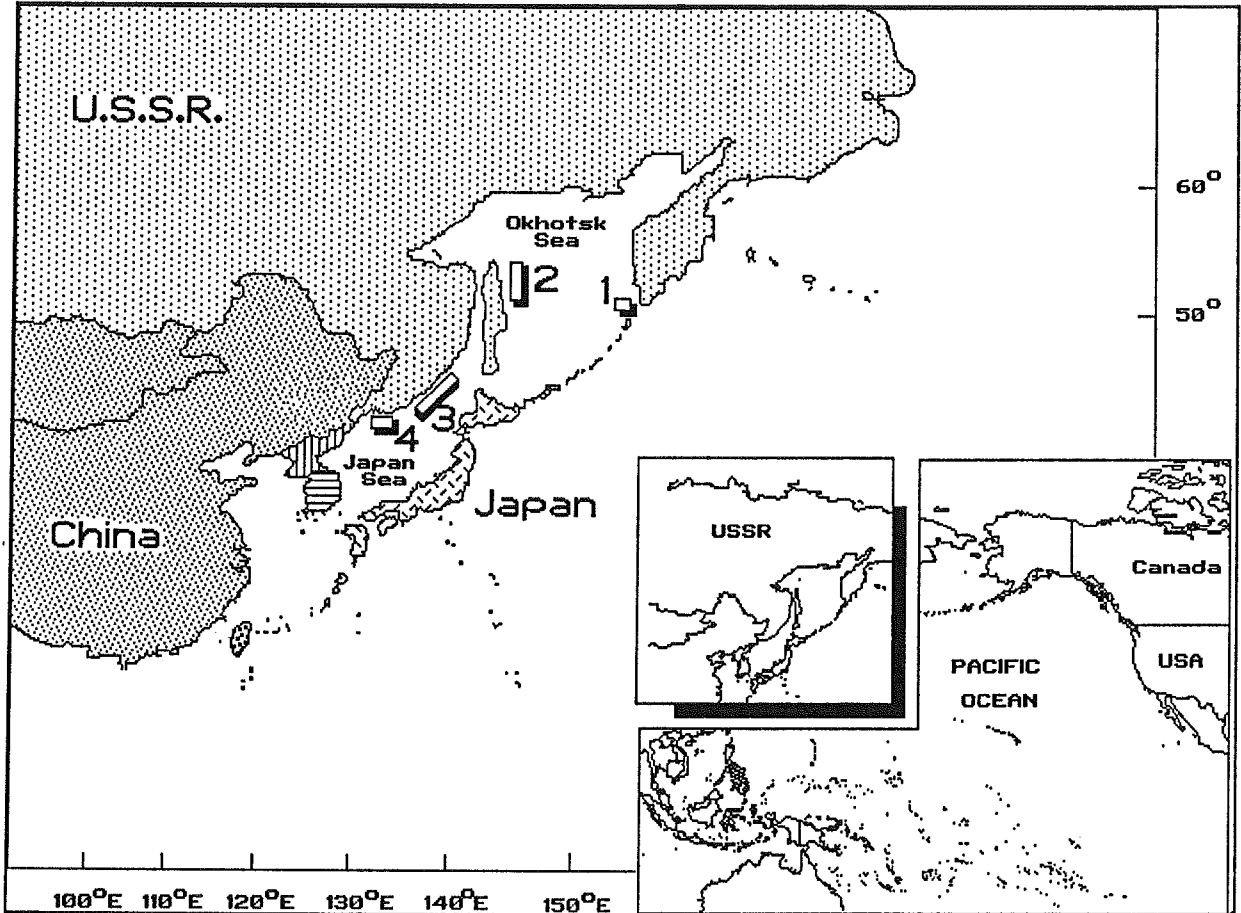 U.S.S.R.
Okhotsk
Sea
2
1
60°
50°
3
4
Japan
Sea
Japan
China
USSR
Canada
PACIFIC
OCEAN
USA
100°E 110°E 120°E 130°E 140°E 150°E